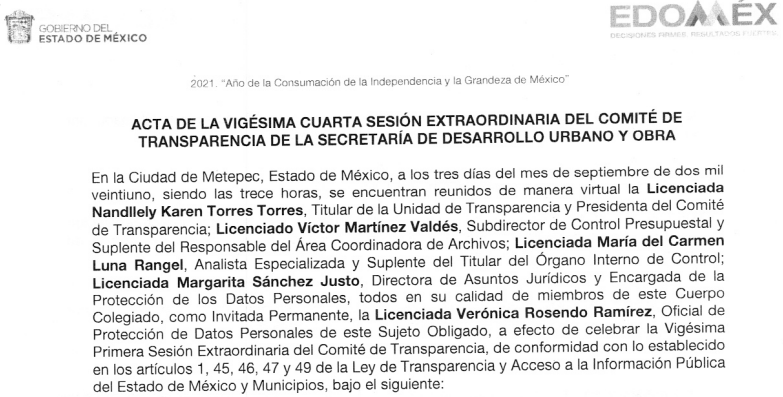 GOBIERNO DEL
ESTADO DE MÉXICO
EDOMÉX
DECISIONES FIRMES, RESULTADOS FUERTES.
2021. “Año de la Consumación de la Independencia y la Grandeza de México”
ACTA DE LA VIGÉSIMA CUARTA SESIÓN EXTRAORDINARIA DEL COMITÉ DE
TRANSPARENCIA DE LA SECRETARÍA DE DESARROLLO URBANO Y OBRA
En la Ciudad de Metepec, Estado de México, a los tres días del mes de septiembre de dos mil
veintiuno, siendo las trece horas, se encuentran reunidos de manera virtual la Licenciada
Nandllely Karen Torres Torres, Titular de la Unidad de Transparencia y Presidenta del Comité
de Transparencia; Licenciado Víctor Martínez Valdés, Subdirector de Control Presupuestal y
Suplente del Responsable del Área Coordinadora de Archivos; Licenciada María del Carmen
Luna Rangel, Analista Especializada y Suplente del Titular del Órgano Interno de Control;
Licenciada Margarita Sánchez Justo, Directora de Asuntos Jurídicos y Encargada de la
Protección de los Datos Personales, todos en su calidad de miembros de este Cuerpo
Colegiado, como Invitada Permanente, la Licenciada Verónica Rosendo Ramírez, Oficial de
Protección de Datos Personales de este Sujeto Obligado, a efecto de celebrar la Vigésima
Primera Sesión Extraordinaria del Comité de Transparencia, de conformidad con lo establecido
en los artículos 1, 45, 46, 47 y 49 de la Ley de Transparencia y Acceso a la Información Pública
del Estado de México y Municipios, bajo el siguiente: